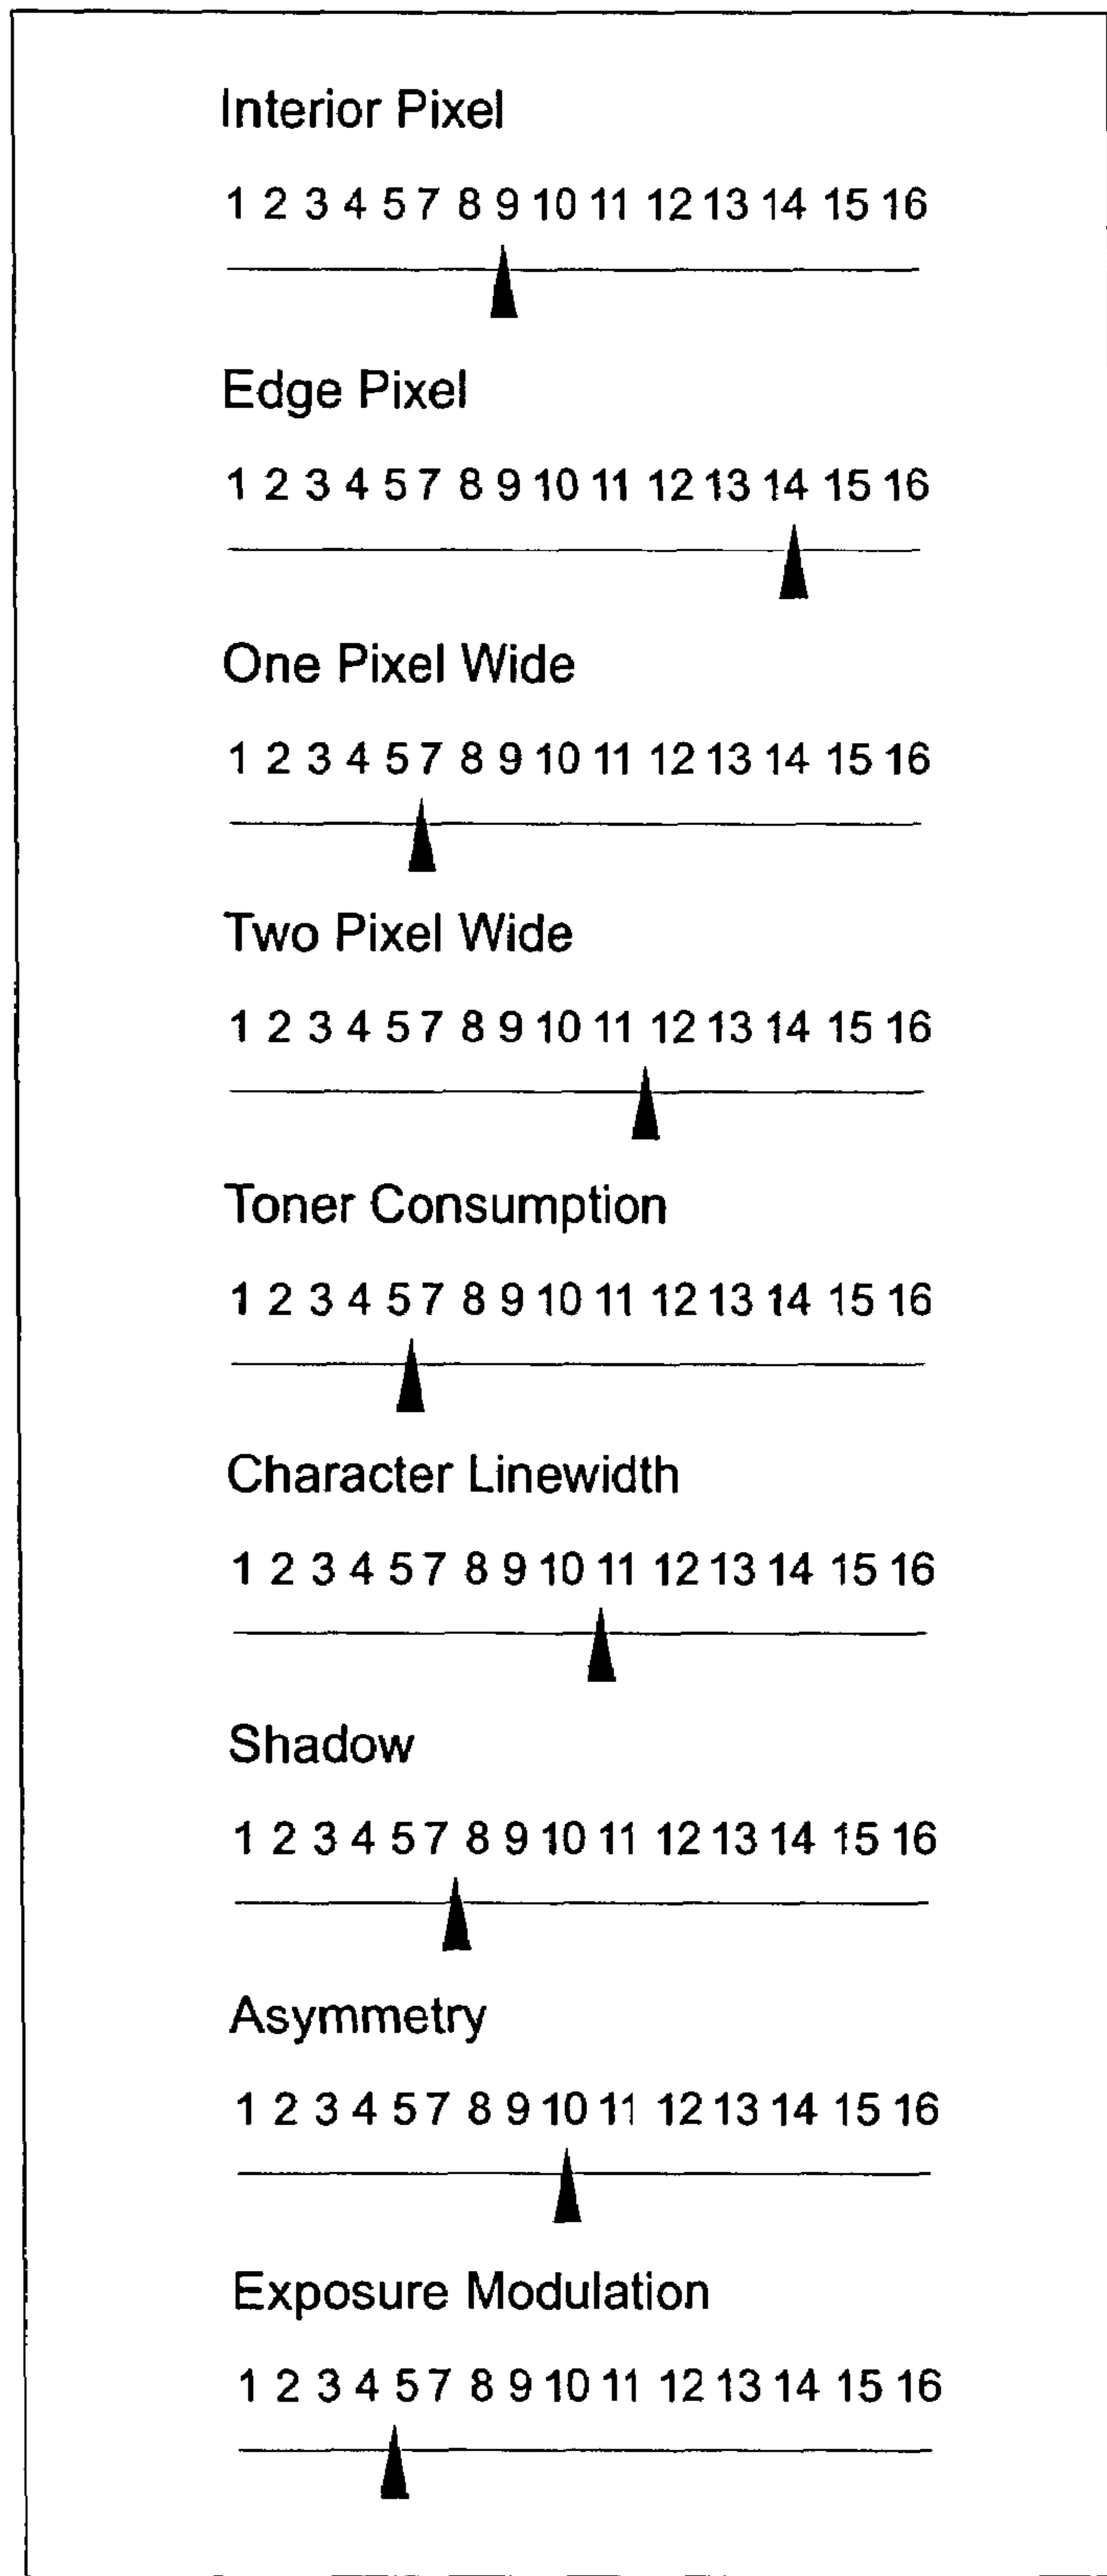 Interior Pixel
1 2 3 4 5 7 8 9 10 11 12 13 14 15 16
Edge Pixel
1 2 3 4 5 7 8 9 10 11 12 13 14 15 16
One Pixel Wide
1 2 3 4 5 7 8 9 10 11 12 13 14 15 16
Two Pixel Wide
1 2 3 4 5 7 8 9 10 11 12 13 14 15 16
Toner Consumption
1 2 3 4 5 7 8 9 10 11 12 13 14 15 16
Character Linewidth
1 2 3 4 5 7 8 9 10 11 12 13 14 15 16
Shadow
1 2 3 4 5 7 8 9 10 11 12 13 14 15 16
Asymmetry
1 2 3 4 5 7 8 9 10 11 12 13 14 15 16
Exposure Modulation
1 2 3 4 5 7 8 9 10 11 12 13 14 15 16